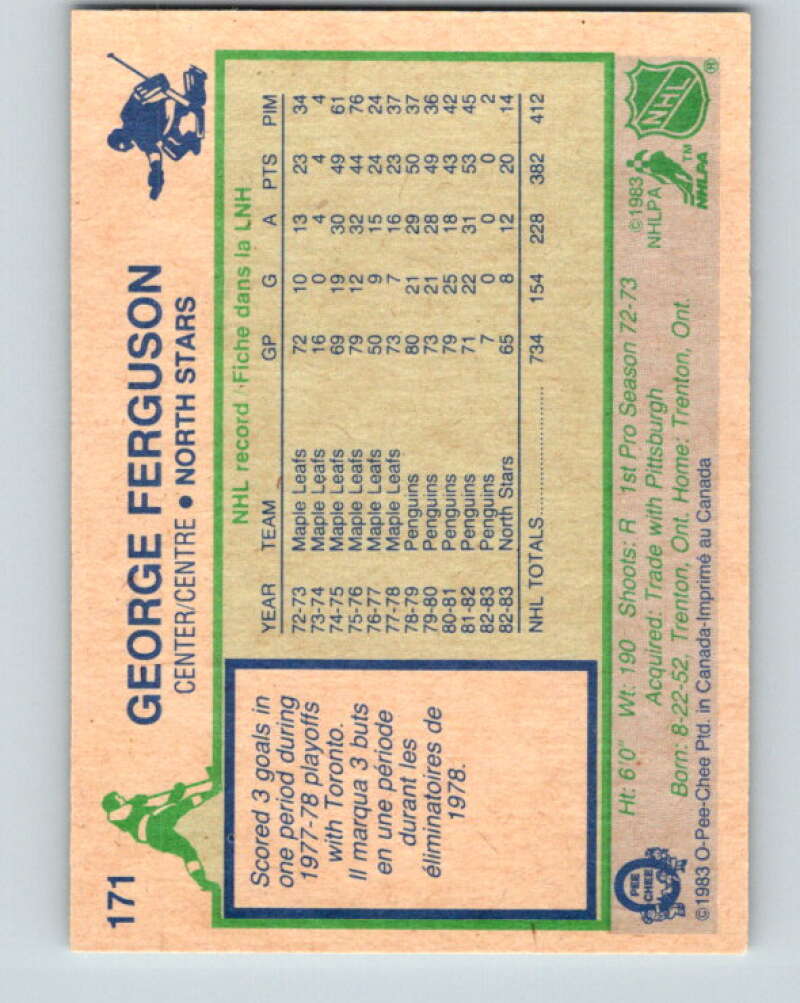 171
GEORGE FERGUSON
CENTER/CENTRE • NORTH STARS
Scored 3 goals in
one period during
1977-78 playoffs
with Toronto.
Il marqua 3 buts
en une période
durant les
éliminatoires de
1978.
NHL record · Fiche dans la LNH
YEAR TEAM GP G A PTS PIM
72-73 Maple Leafs 72 10 13 23 34
73-74 Maple Leafs 16 0 4 4 4
74-75 Maple Leafs 69 19 30 49 61
75-76 Maple Leafs 79 12 32 44 76
76-77 Maple Leafs 50 9 15 24 24
77-78 Maple Leafs 73 7 16 23 37
78-79 Penguins 80 21 29 50 37
79-80 Penguins 73 21 28 49 36
80-81 Penguins 79 25 18 43 42
81-82 Penguins 71 22 31 53 45
82-83 Penguins 7 0 0 0 2
82-83 North Stars 65 8 12 20 14
NHL TOTALS.................... 734 154 228 382 412
Ht: 6'0" Wt: 190 Shoots: R 1st Pro Season 72-73
Acquired: Trade with Pittsburgh
Born: 8-22-52, Trenton, Ont. Home: Trenton, Ont.
©1983 O-Pee-Chee Ptd. in Canada-Imprimé au Canada
PEE
CHEE
©1983
NHLPA
NHLPA™
NHL®